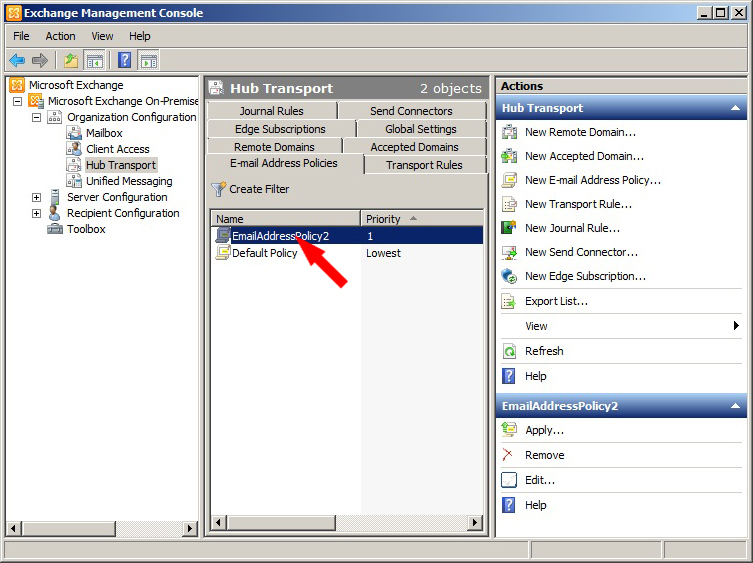 Exchange Management Console
File Action View Help
Microsoft Exchange
Microsoft Exchange On-Premise
Organization Configuration
Mailbox
Client Access
Hub Transport
Unified Messaging
Server Configuration
Recipient Configuration
Toolbox
Hub Transport 2 objects
Journal Rules Send Connectors
Edge Subscriptions Global Settings
Remote Domains Accepted Domains
E-mail Address Policies Transport Rules
Create Filter
Name Priority
EmailAddressPolicy2 1
Default Policy Lowest
Actions
Hub Transport
New Remote Domain...
New Accepted Domain...
New E-mail Address Policy...
New Transport Rule...
New Journal Rule...
New Send Connector...
New Edge Subscription...
Export List...
View
Refresh
Help
EmailAddressPolicy2
Apply...
Remove
Edit...
Help